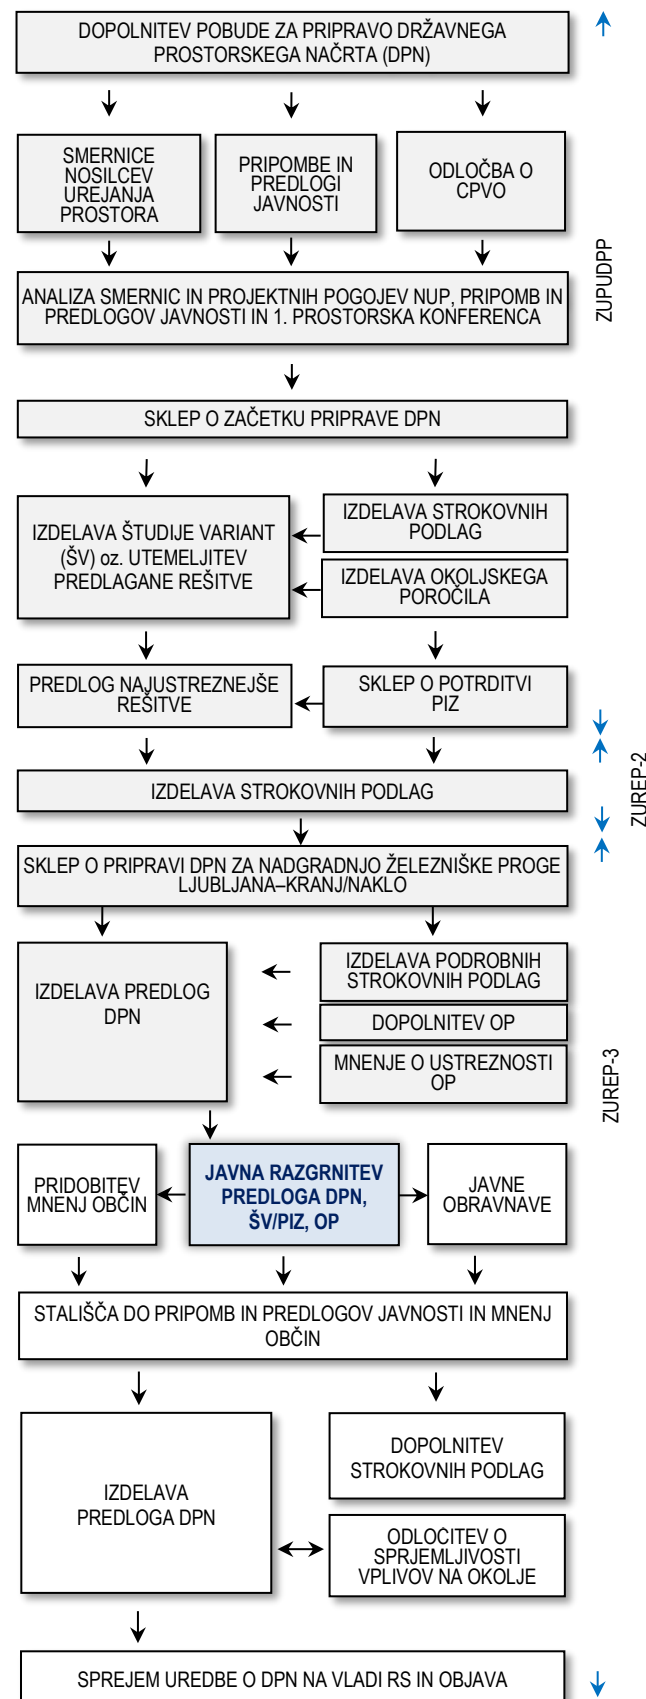 DOPOLNITEV POBUDE ZA PRIPRAVO DRŽAVNEGA
PROSTORSKEGA NAČRTA (DPN)
SMERNICE
NOSILCEV
UREJANJA
PROSTORA
PRIPOMBE IN
PREDLOGI
JAVNOSTI
ODLOČBA O
CPVO
ANALIZA SMERNIC IN PROJEKTNIH POGOJEV NUP, PRIPOMB IN
PREDLOGOV JAVNOSTI IN 1. PROSTORSKA KONFERENCA
ZUPUDPP
SKLEP O ZAČETKU PRIPRAVE DPN
IZDELAVA ŠTUDIJE VARIANT
(ŠV) oz. UTEMELJITEV
PREDLAGANE REŠITVE
IZDELAVA STROKOVNIH
PODLAG
IZDELAVA OKOLJSKEGA
POROČILA
PREDLOG NAJUSTREZNEJŠE
REŠITVE
SKLEP O POTRDITVI
PIZ
IZDELAVA STROKOVNIH PODLAG
ZUREP-2
SKLEP O PRIPRAVI DPN ZA NADGRADNJO ŽELEZNIŠKE PROGE
LJUBLJANA–KRANJ/NAKLO
IZDELAVA PREDLOG
DPN
IZDELAVA PODROBNIH
STROKOVNIH PODLAG
DOPOLNITEV OP
MNENJE O USTREZNOSTI
OP
ZUREP-3
PRIDOBITEV
MNENJ OBČIN
JAVNA RAZGRNITEV
PREDLOGA DPN,
ŠV/PIZ, OP
JAVNE
OBRAVNAVE
STALIŠČA DO PRIPOMB IN PREDLOGOV JAVNOSTI IN MNENJ
OBČIN
IZDELAVA
PREDLOGA DPN
DOPOLNITEV
STROKOVNIH PODLAG
ODLOČITEV O
SPRJEMLJIVOSTI
VPLIVOV NA OKOLJE
SPREJEM UREDBE O DPN NA VLADI RS IN OBJAVA